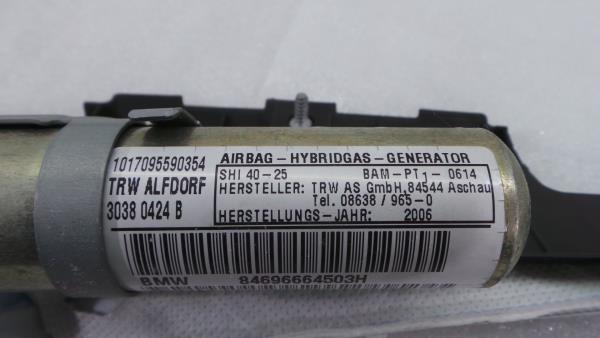 1017095590354
TRW ALFDORF
3038 0424 B
AIRBAG - HYBRIDGAS - GENERATOR
SHI 40-25 BAM-PT1- 0614
HERSTELLER: TRW AS GmbH,84544 Aschau
Tel. 08638 / 965-0
HERSTELLUNGS-JAHR: 2006
BMW 84696664503H